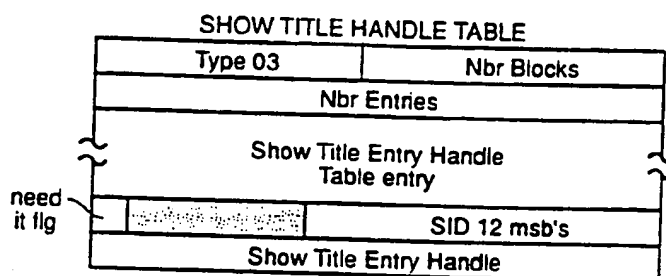 SHOW TITLE HANDLE TABLE
Type 03 Nbr Blocks
Nbr Entries
Show Title Entry Handle
Table entry
need
it flg
SID 12 msb's
Show Title Entry Handle